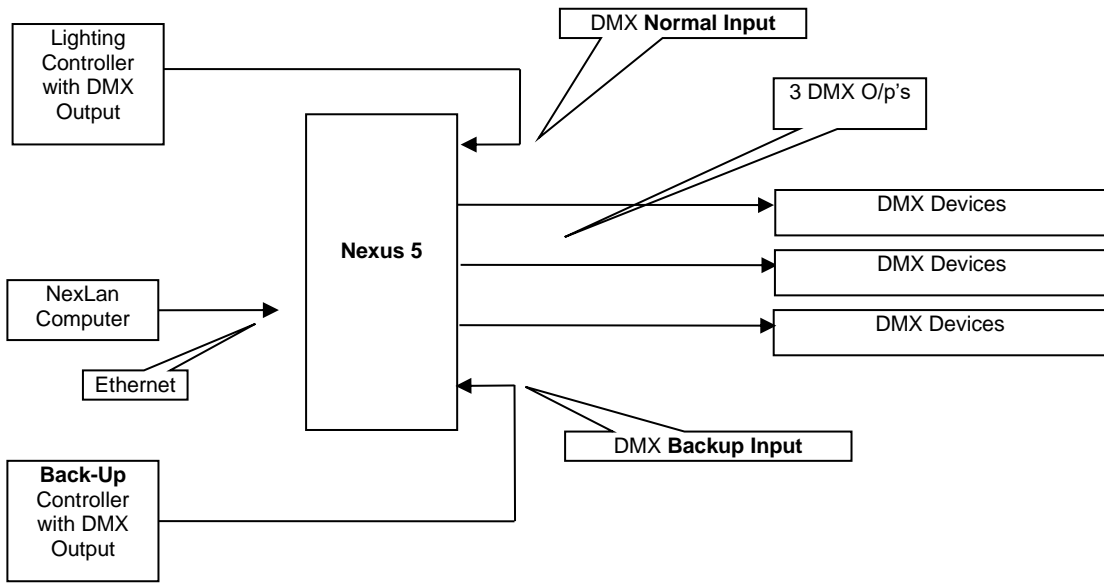 Lighting
Controller
with DMX
Output
DMX Normal Input
3 DMX O/p's
Nexus 5
DMX Devices
DMX Devices
DMX Devices
NexLan
Computer
Ethernet
DMX Backup Input
Back-Up
Controller
with DMX
Output